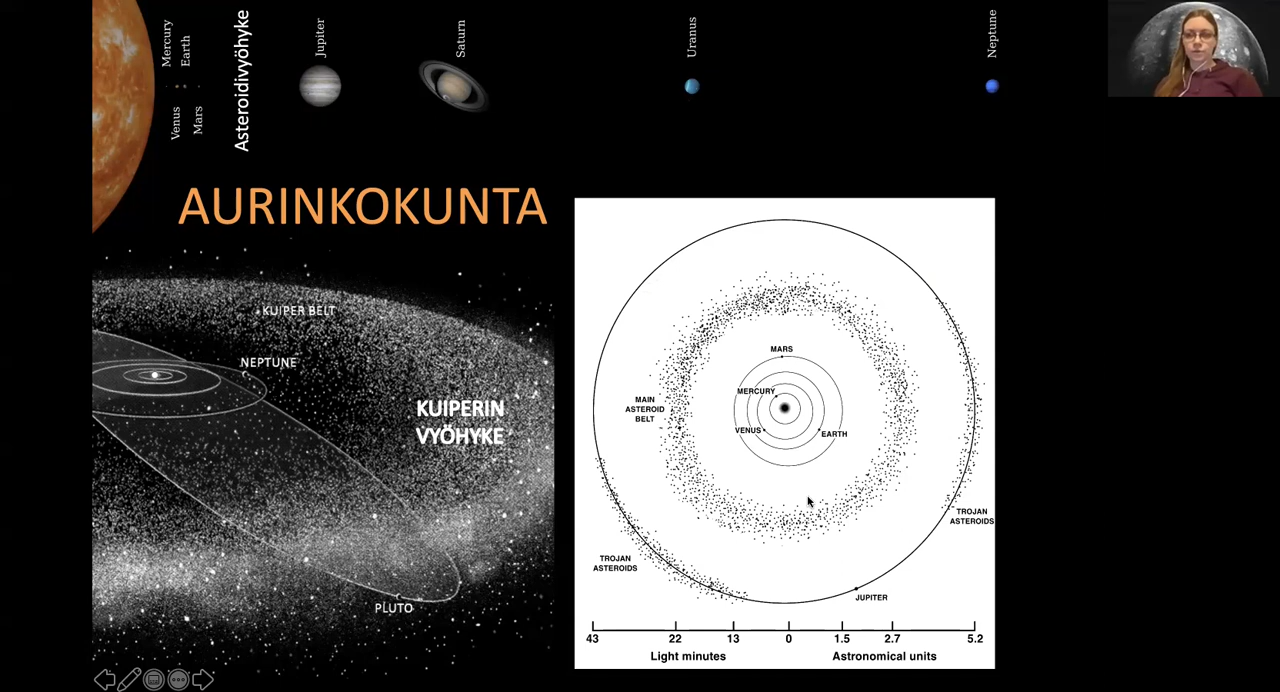 Mercury
Earth
Venus
Mars
Asteroidivyöhyke
Jupiter
Saturn
Uranus
Neptune
AURINKOKUNTA
KUIPER BELT
NEPTUNE
KUIPERIN
VYÖHYKE
PLUTO
MARS
MERCURY
MAIN
ASTEROID
BELT
VENUS
EARTH
TROJAN
ASTEROIDS
TROJAN
ASTEROIDS
JUPITER
43 22 13 0 1.5 2.7 5.2
Light minutes Astronomical units